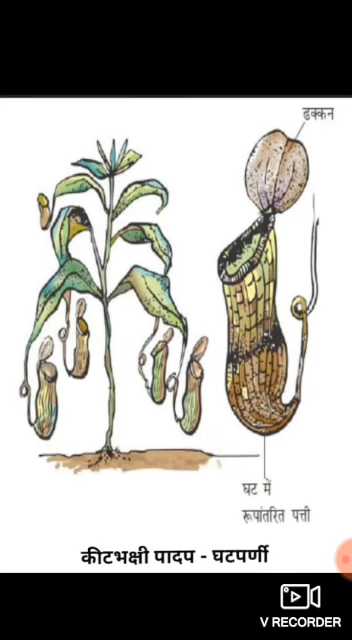 ढक्कन
घट में
रूपांतरित पत्ती
कीटभक्षी पादप - घटपर्णी
V RECORDER